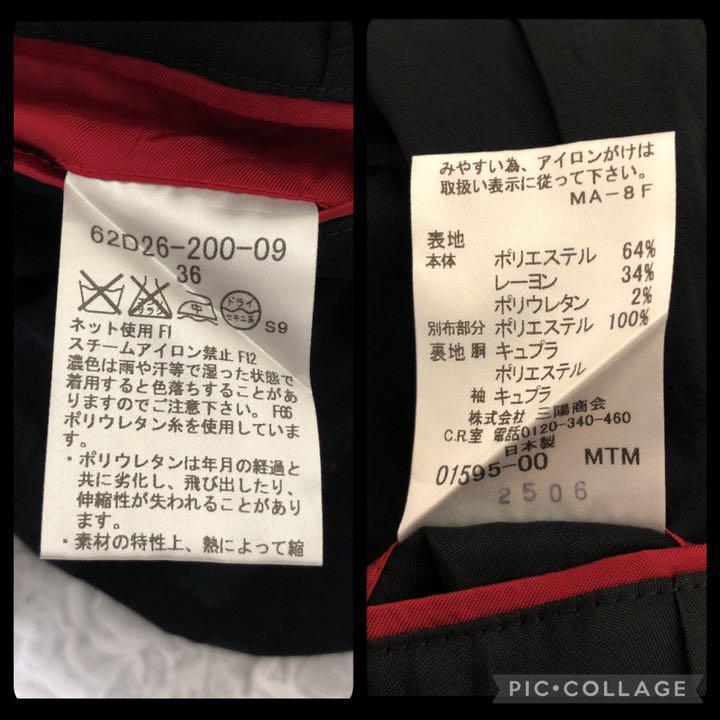 62D26-200-09
36
エンソサラシ
中
ドライ
セキユ系
S9
ネット使用 F1
スチームアイロン禁止 F12
濃色は雨や汗等で湿った状態で
着用すると色落ちすることがあ
りますのでご注意下さい。 F66
ポリウレタン糸を使用していま
す。
・ポリウレタンは年月の経過と
共に劣化し、飛び出したり、
伸縮性が失われることがあり
ます。
・素材の特性上、熱によって縮
みやすい為、アイロンがけは
取扱い表示に従って下さい。
MA-8F
表地
本体 ポリエステル 64%
レーヨン 34%
ポリウレタン 2%
別布部分 ポリエステル 100%
裏地 胴 キュプラ
ポリエステル
袖 キュプラ
株式会社 三陽商会
C.R.室 電話0120-340-460
日本製
01595-00 MTM
2506
PIC•COLLAGE